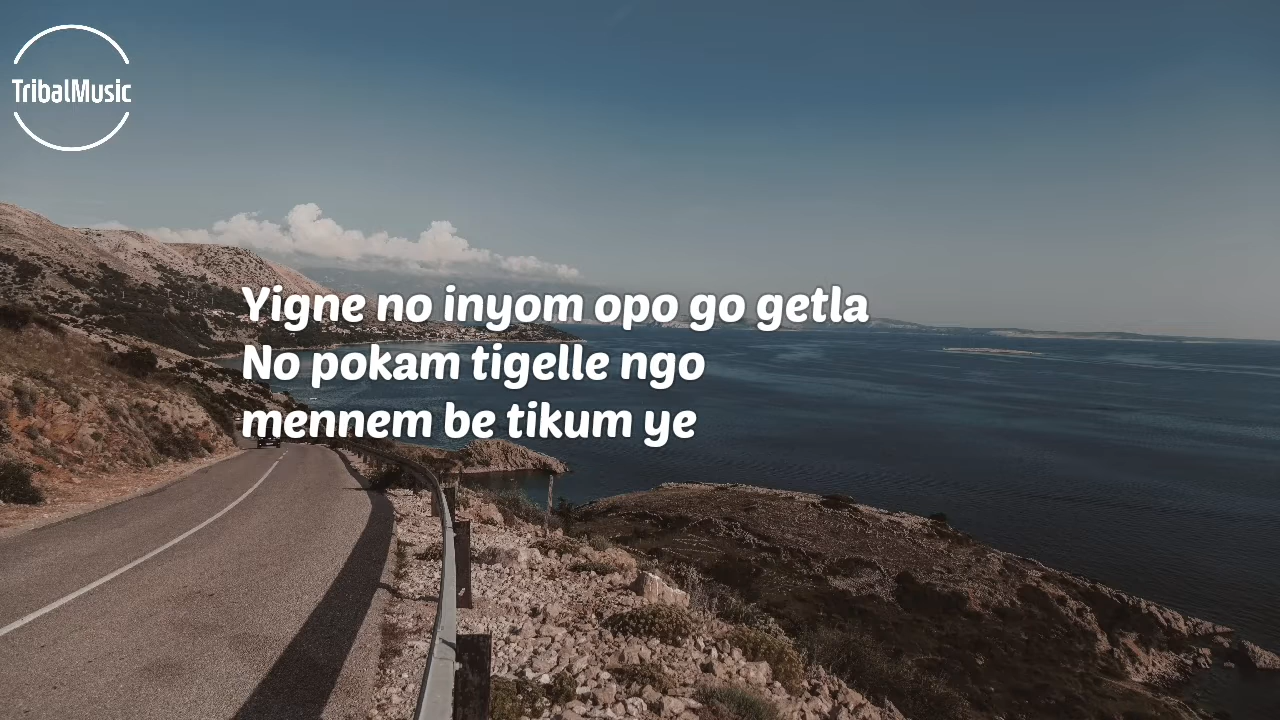 TribalMusic
Yigne no inyom opo go getla
No pokam tigelle ngo
mennem be tikum ye